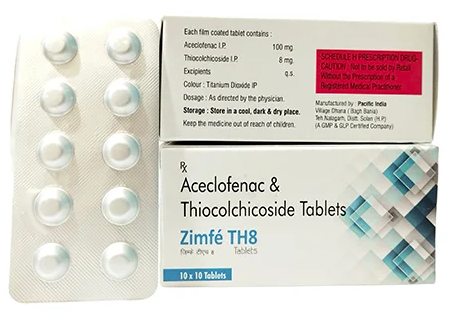 Each film coated tablet contains :
Aceclofenac I.P. 100 mg
Thiocolchicoside I.P. 8 mg.
Excipients q.s.
Colour : Titanium Dioxide IP
Dosage : As directed by the physician.
Storage : Store in a cool, dark & dry place.
Keep the medicine out of reach of children.
SCHEDULE H PRESCRIPTION DRUG-
CAUTION : Not to be sold by Retail
Without the Prescription of a
Registered Medical Practitioner.
Manufactured by : Pacific India
Village Dhana ( Bagh Bania)
Teh.Nalagarh, Distt. Solan (H.P)
(A GMP & GLP Certified Company)
Rx
Aceclofenac &
Thiocolchicoside Tablets
Zimfé TH8
जिम्फे टीएच 8 Tablets
10 x 10 Tablets